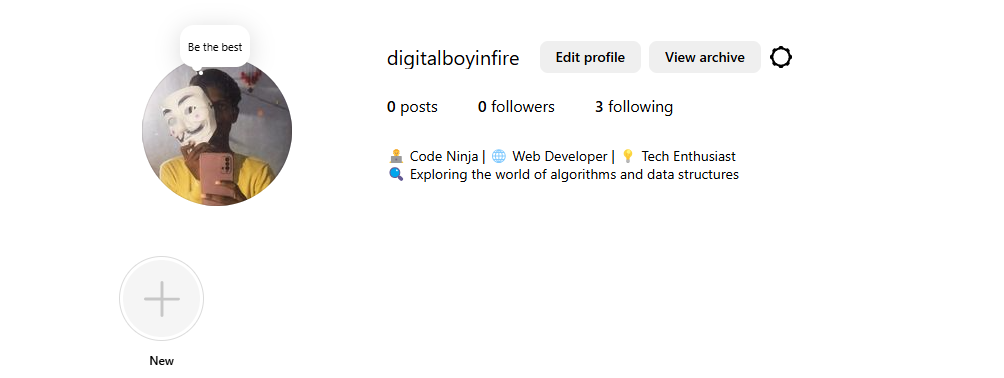 Be the best
digitalboyinfire Edit profile View archive
0 posts 0 followers 3 following
🧑‍💻 Code Ninja | 🌐 Web Developer | 💡 Tech Enthusiast
🔍 Exploring the world of algorithms and data structures
New